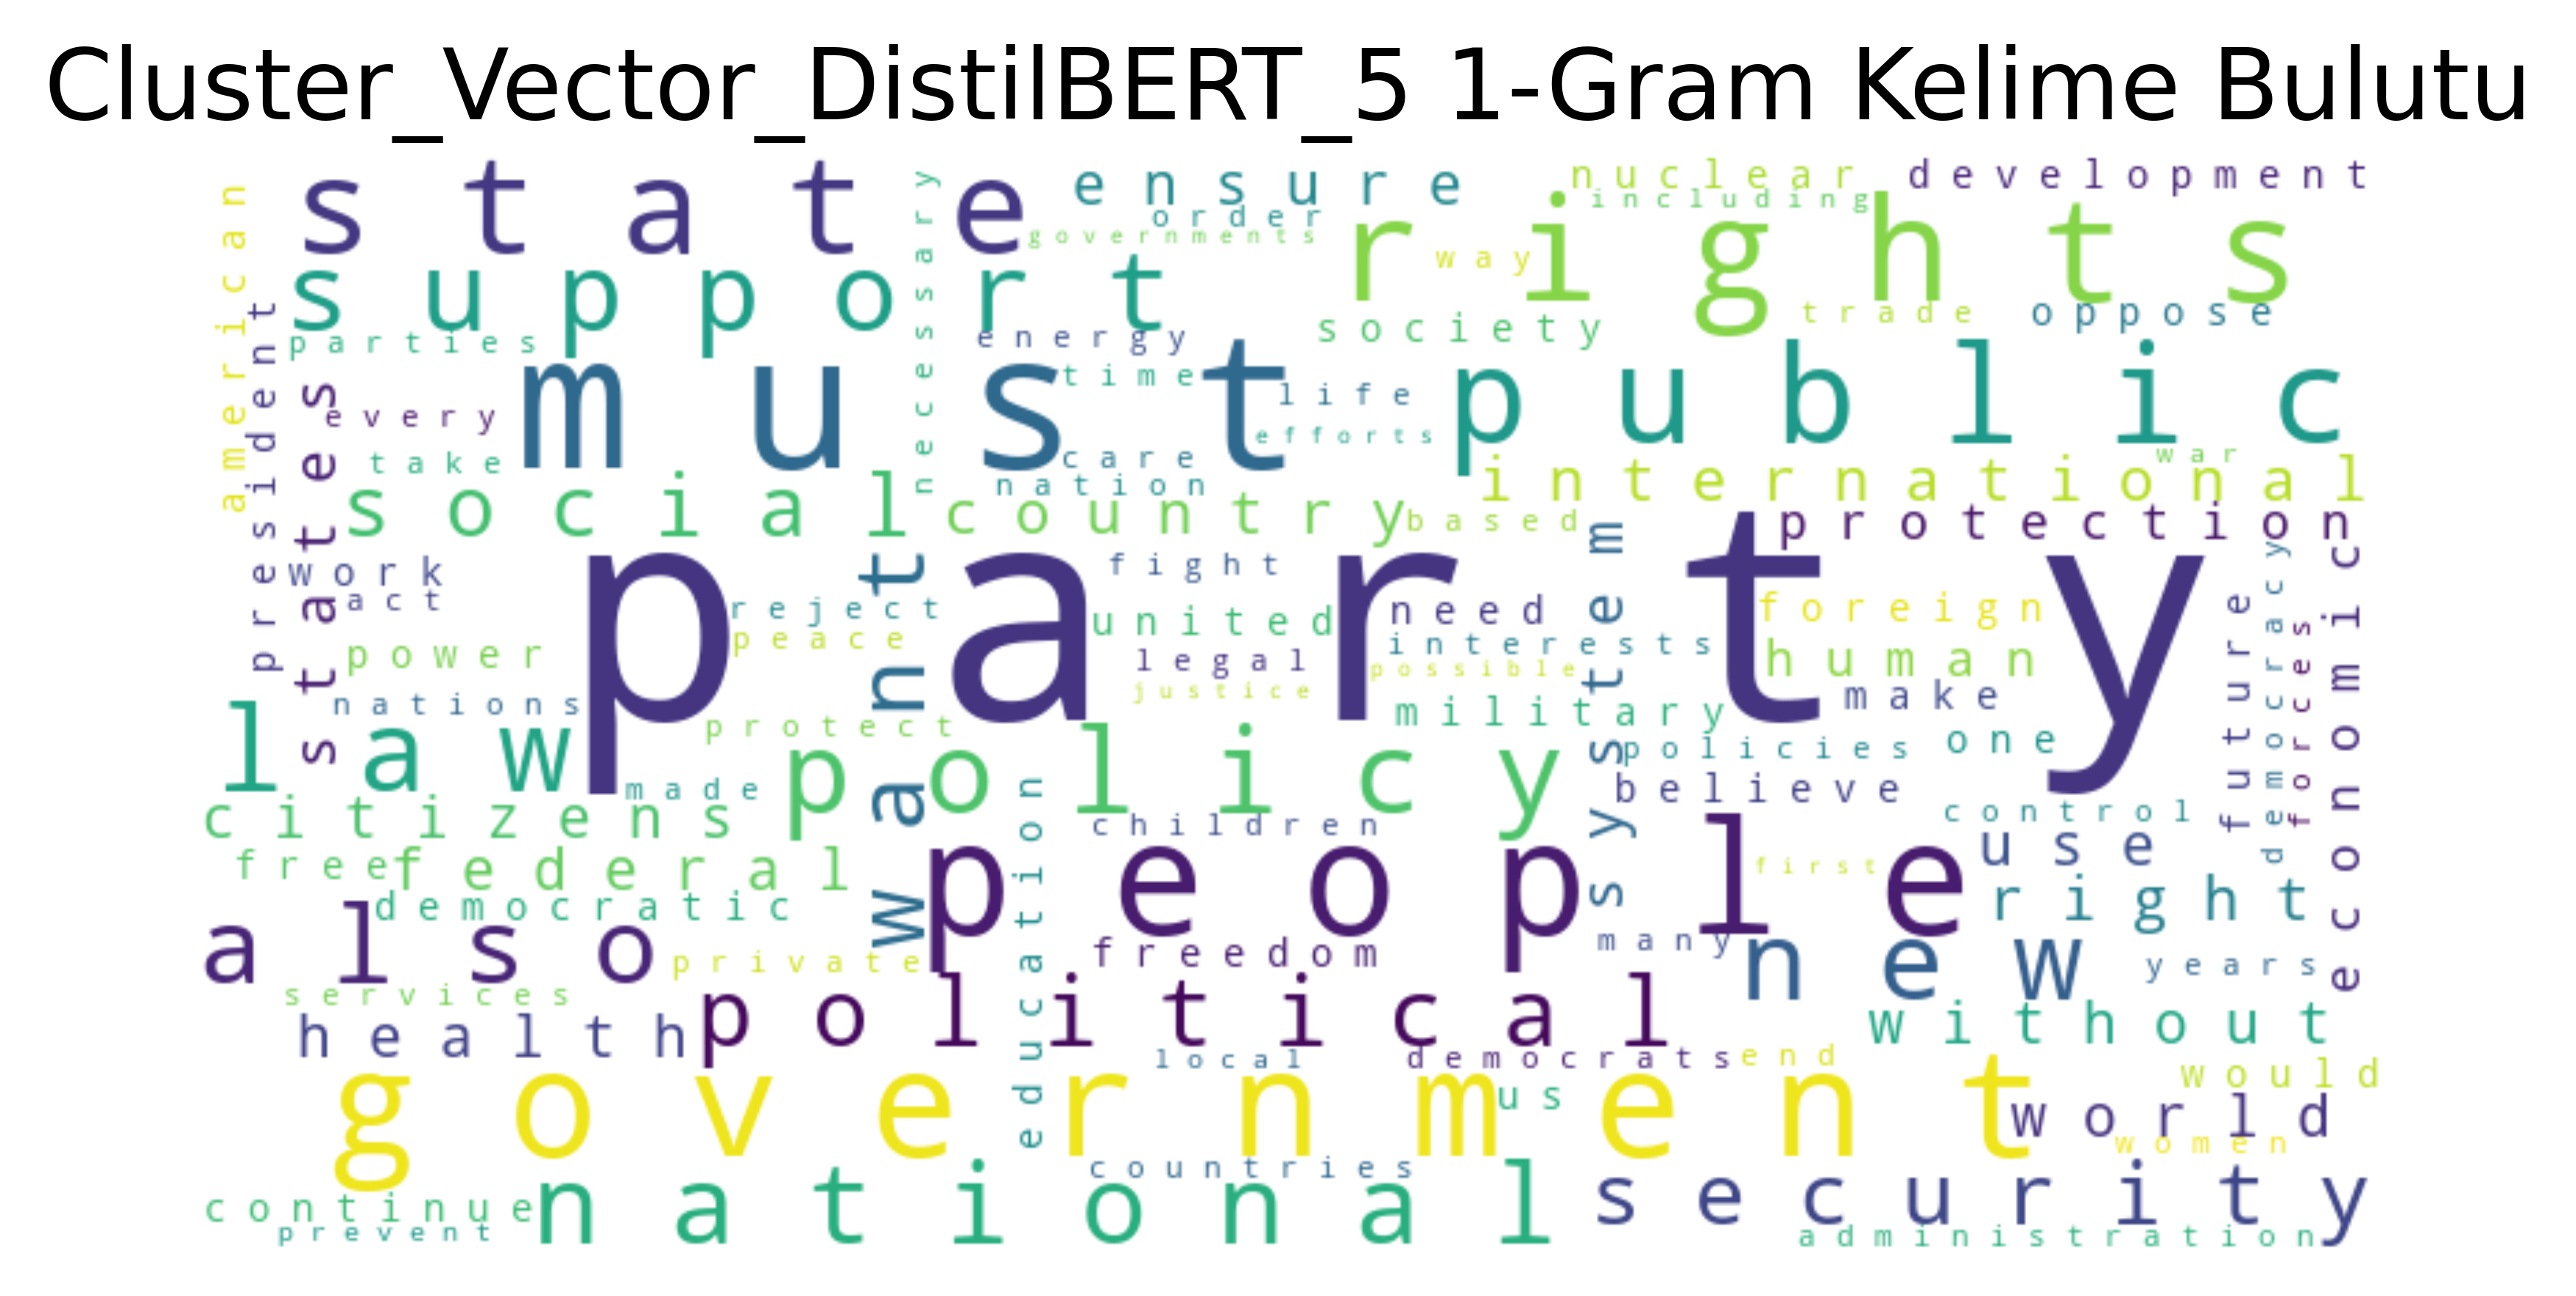 Cluster_Vector_DistilBERT_5 1-Gram Kelime Bulutu
state
ensure
nuclear
development
including
order
governments
rights
way
support
necessary
american
president
trade
oppose
society
energy
parties
time
must
public
life
every
efforts
states
take
care
war
nation
international
social
country
based
protection
system
want
party
fight
work
act
reject
united
need
foreign
peace
interests
power
legal
possible
human
justice
make
nations
military
future
democracy
forces
economic
law
protect
policy
policies
one
made
believe
citizens
children
control
education
people
use
free
federal
first
right
democratic
also
many
new
freedom
private
years
services
political
without
health
local
democrats
end
would
government
us
world
women
countries
national
security
continue
prevent
administration